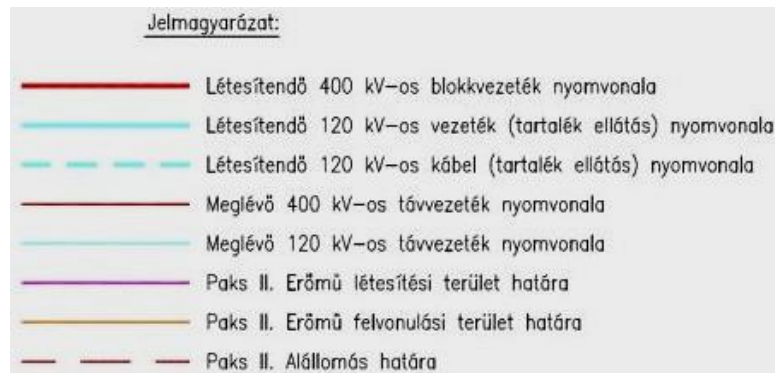 Jelmagyarázat:
Létesítendő 400 kV-os blokkvezeték nyomvonala
Létesítendő 120 kV-os vezeték (tartalék ellátás) nyomvonala
Létesítendő 120 kV-os kábel (tartalék ellátás) nyomvonala
Meglévő 400 kV-os távvezeték nyomvonala
Meglévő 120 kV-os távvezeték nyomvonala
Paks II. Erőmű létesítési terület határa
Paks II. Erőmű felvonulási terület határa
Paks II. Alállomás határa